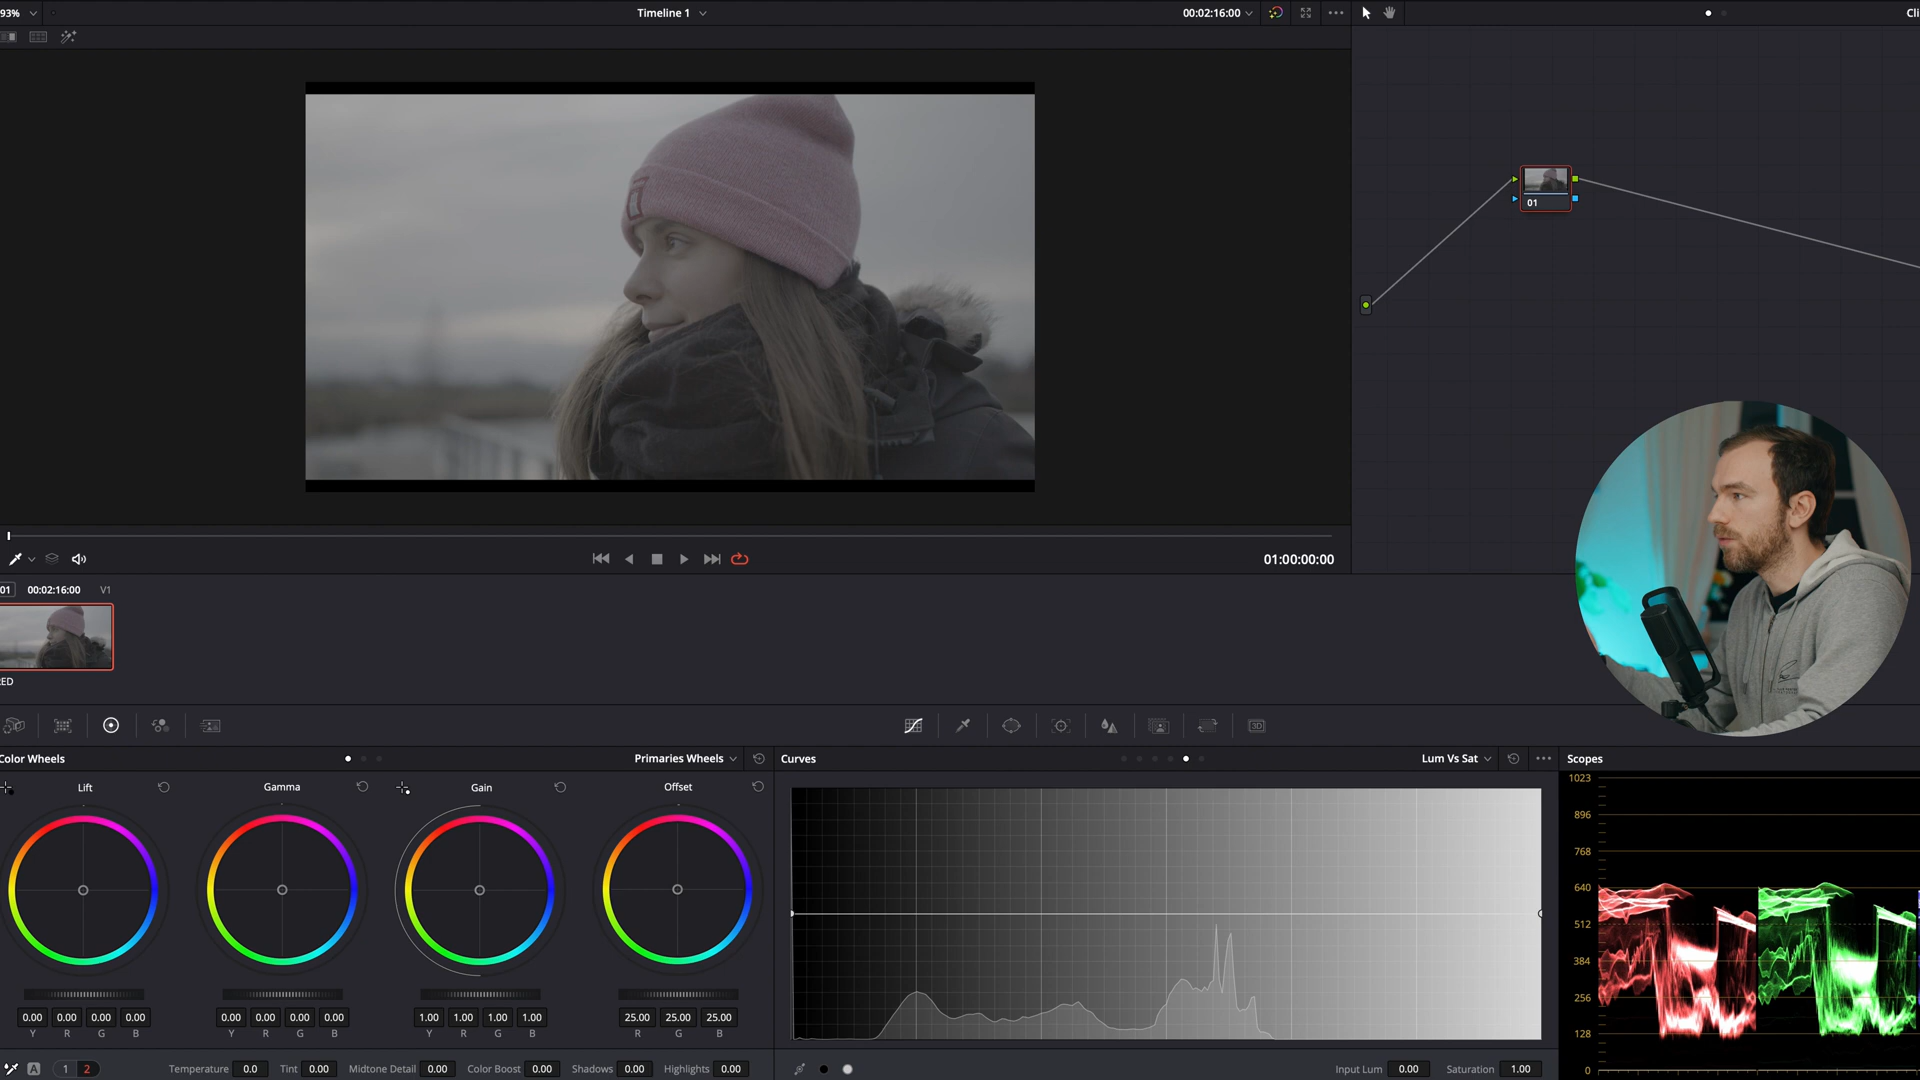 93%
Timeline 1
00:02:16:00
Cli
01
01:00:00:00
01
00:02:16:00
V1
ED
Color Wheels
Primaries Wheels
Curves
Lum Vs Sat
Scopes
Lift
Gamma
Gain
Offset
1023
896
768
640
512
384
256
128
0
0.00 0.00 0.00 0.00
Y R G B
0.00 0.00 0.00 0.00
Y R G B
1.00 1.00 1.00 1.00
Y R G B
25.00 25.00 25.00
R G B
A
1 2
Temperature 0.0
Tint 0.00
Midtone Detail 0.00
Color Boost 0.00
Shadows 0.00
Highlights 0.00
Input Lum 0.00
Saturation 1.00
3D